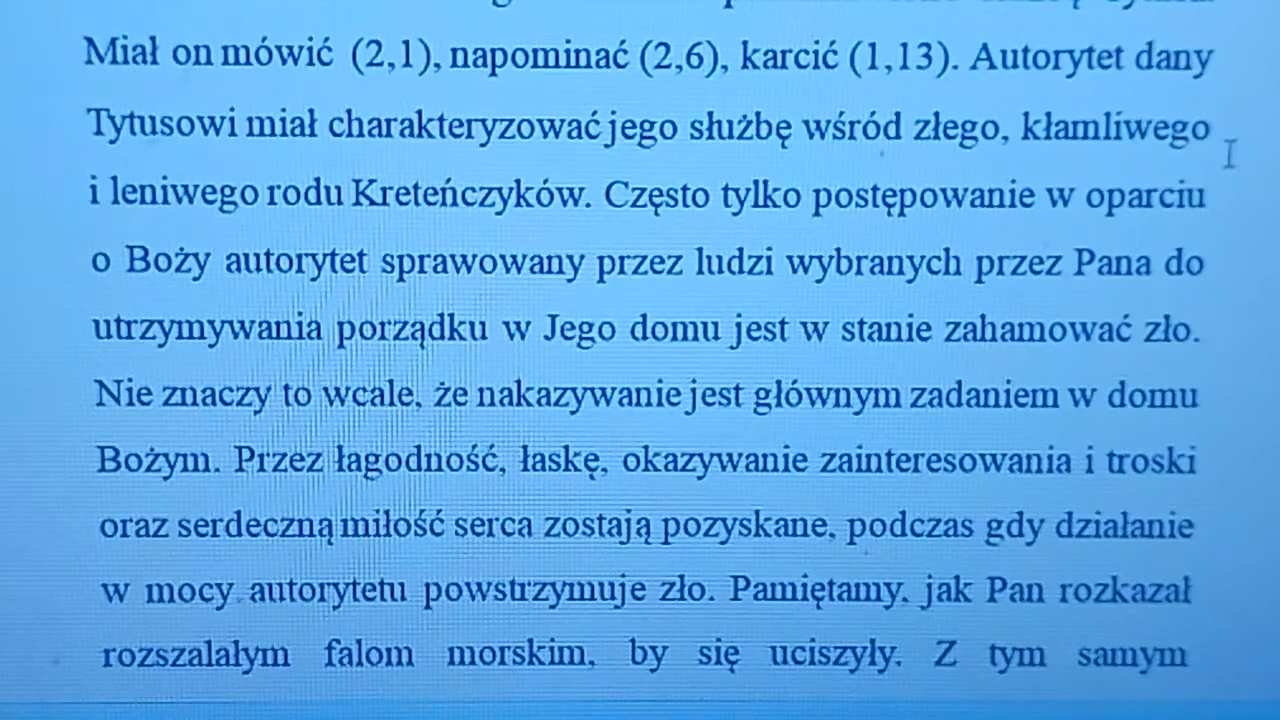 Miał on mówić (2,1), napominać (2,6), karcić (1,13). Autorytet dany
Tytusowi miał charakteryzować jego służbę wśród złego, kłamliwego
i leniwego rodu Kreteńczyków. Często tylko postępowanie w oparciu
o Boży autorytet sprawowany przez ludzi wybranych przez Pana do
utrzymywania porządku w Jego domu jest w stanie zahamować zło.
Nie znaczy to wcale, że nakazywanie jest głównym zadaniem w domu
Bożym. Przez łagodność, łaskę, okazywanie zainteresowania i troski
oraz serdeczną miłość serca zostają pozyskane, podczas gdy działanie
w mocy autorytetu powstrzymuje zło. Pamiętamy, jak Pan rozkazał
rozszalałym falom morskim, by się uciszyły. Z tym samym